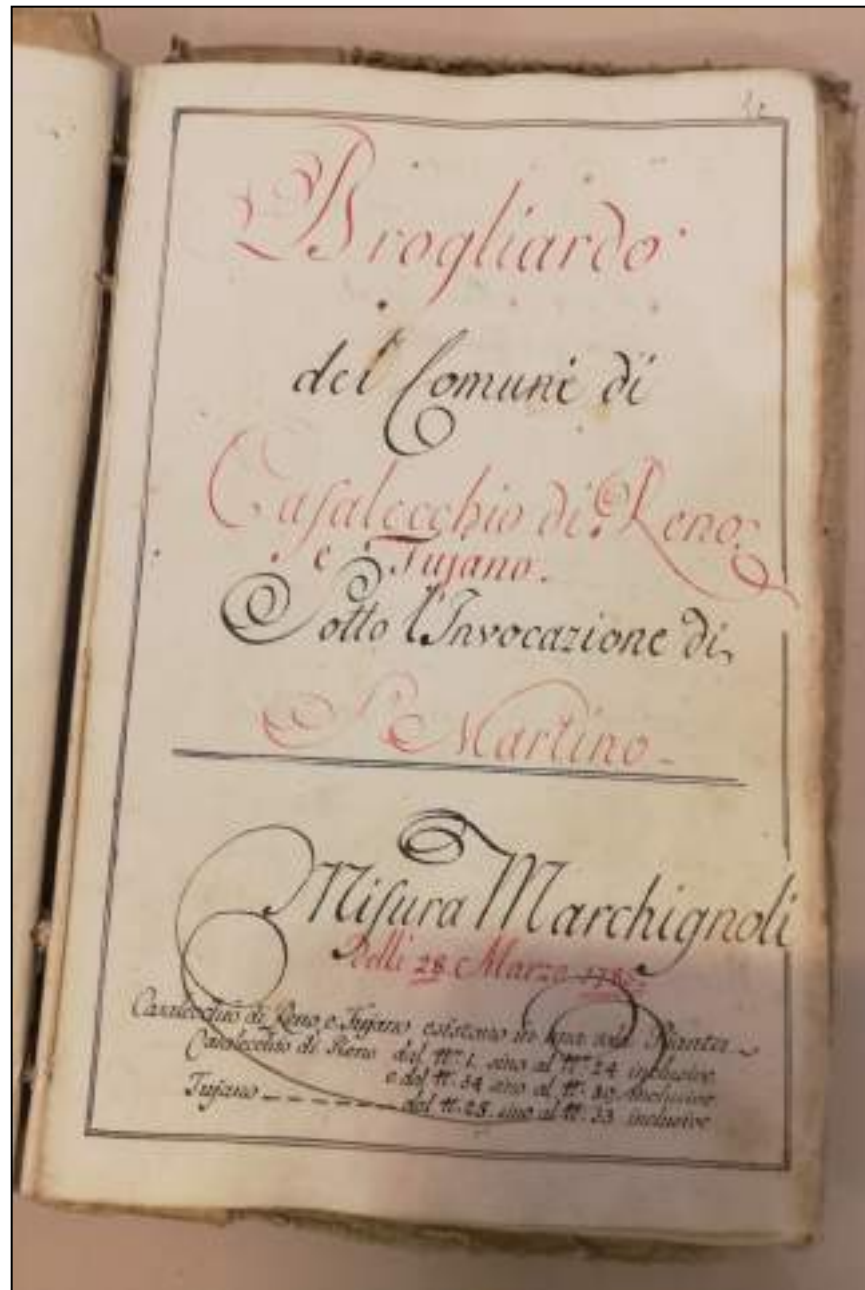 Brogliardo
del Comune di
Casalecchio di Reno,
e Tujano.
Sotto l'Invocazione di
S. Martino
Misura Marchignoli
Delli 28 Marzo
Casalecchio di Reno, e Tujano esistono in una sola Pianta
Casalecchio di Reno dal N. 1. sino al N. 24 inclusive
e dal N. 34 sino al N. inclusive
Tujano dal N. 25. sino al N. 33 inclusive